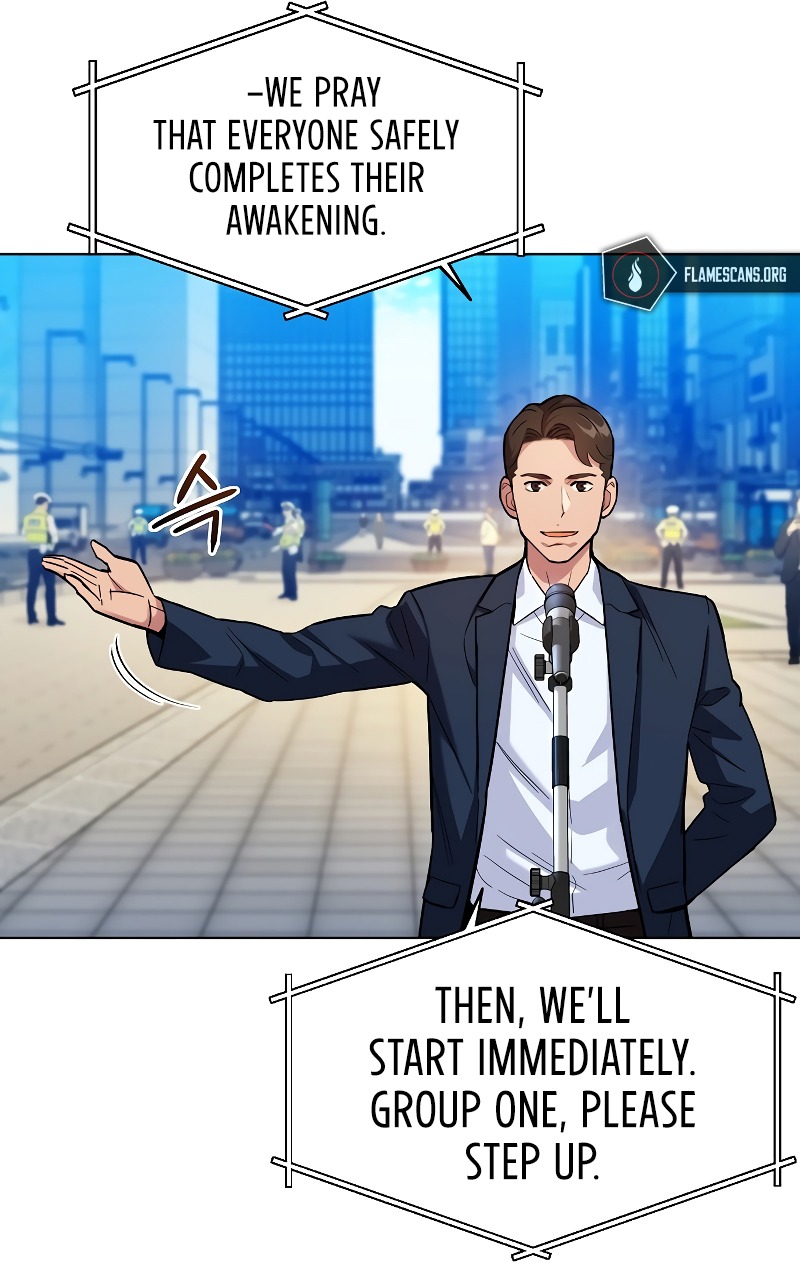 –WE PRAY
THAT EVERYONE SAFELY
COMPLETES THEIR
AWAKENING.
FLAMESCANS.ORG
슥
THEN, WE'LL
START IMMEDIATELY.
GROUP ONE, PLEASE
STEP UP.